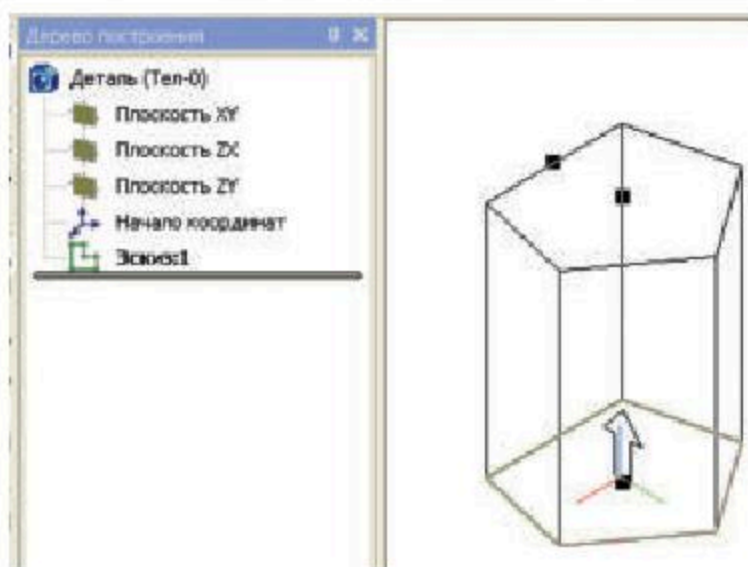 Дерево построения
Деталь (Тел-0)
Плоскость XY
Плоскость ZX
Плоскость ZY
Начало координат
Эскиз:1